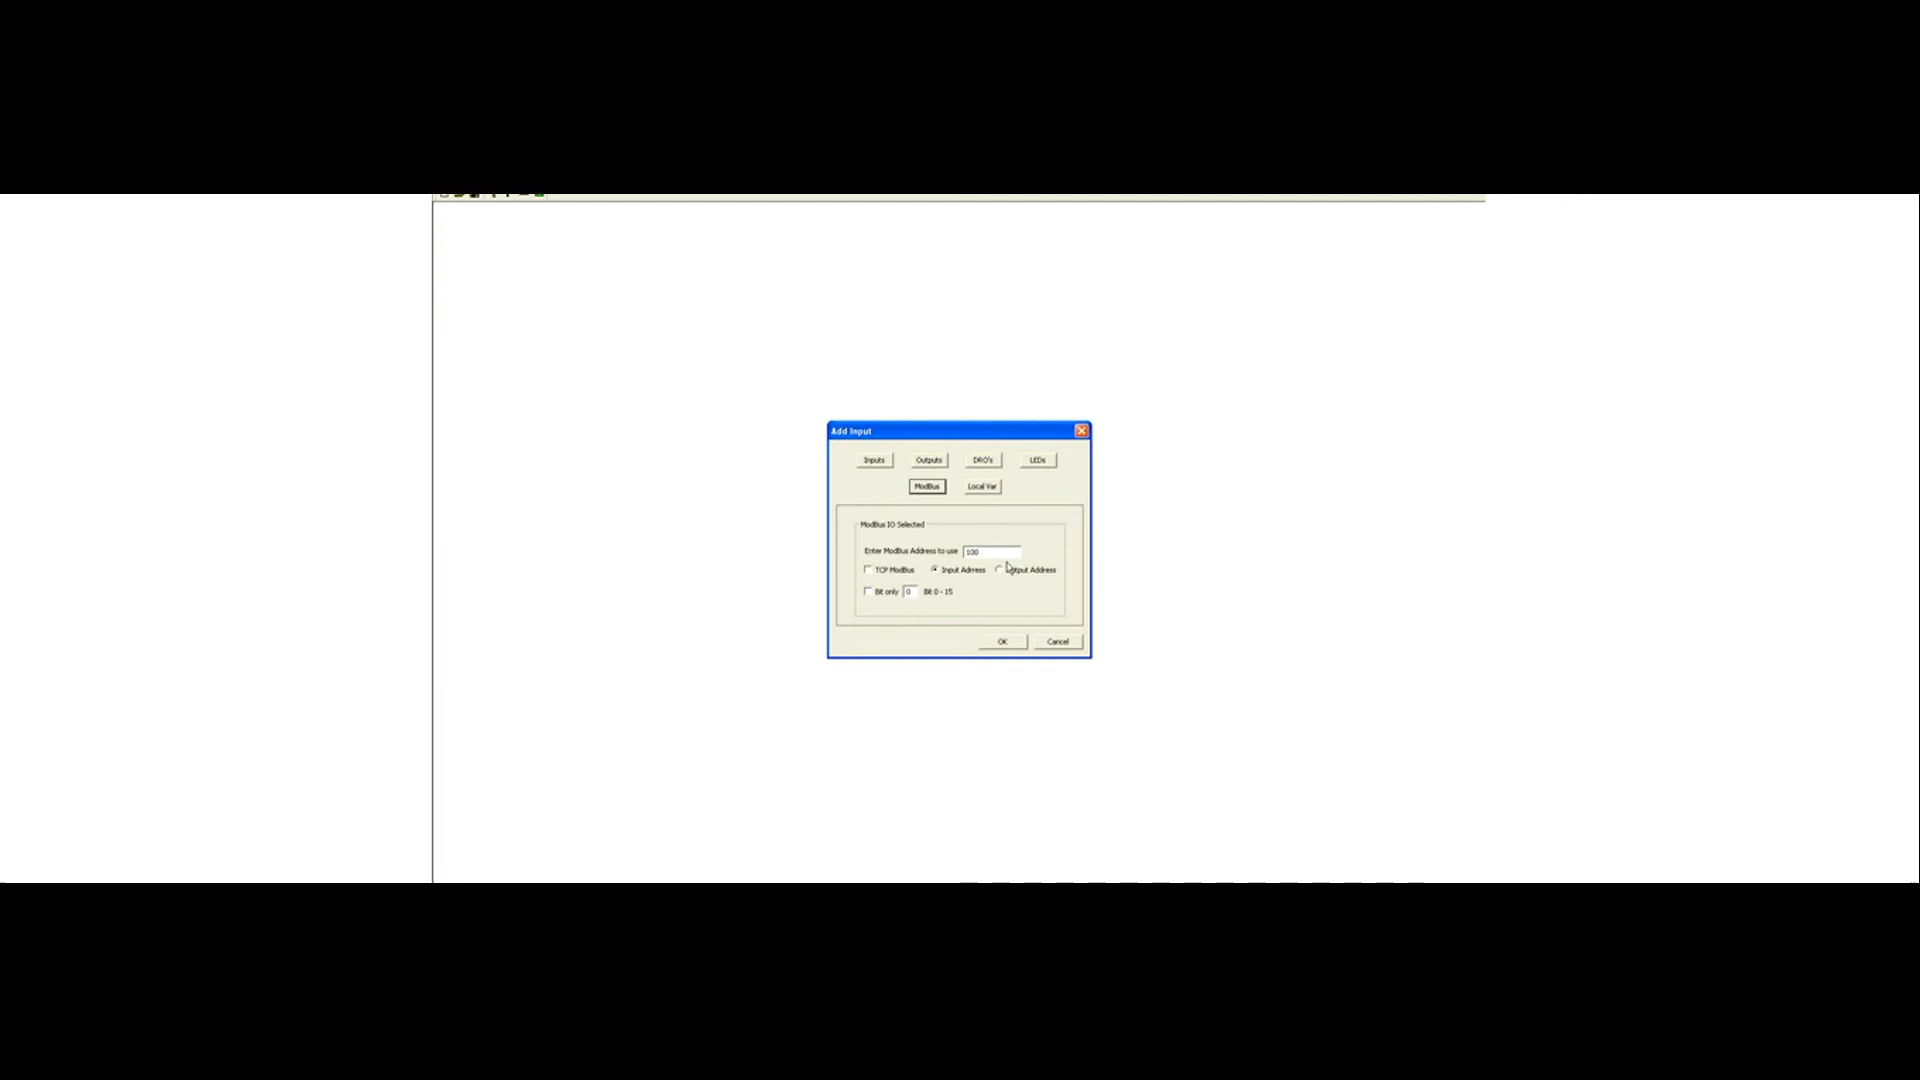 Add Input
Inputs Outputs DRO's LEDs
ModBus Local Var
ModBus IO Selected
Enter ModBus Address to use 100
TCP ModBus Input Adrress Output Address
Bit only 0 Bit 0 - 15
OK Cancel